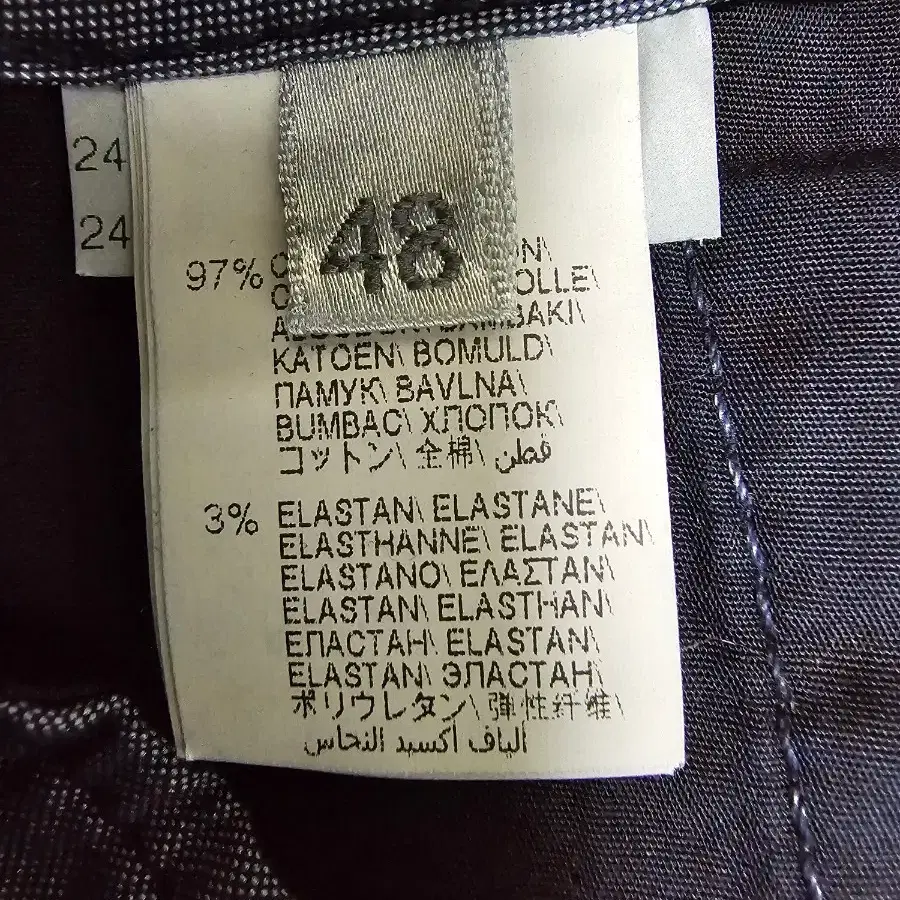 24
24
48
97%
KATOEN\ BOMULD\
ПАМУК\ BAVLNA\
BUMBAC\ ХЛОПОК\
コットン\ 全棉\ قطن
3% ELASTAN\ ELASTANE\
ELASTHANNE\ ELASTAN\
ELASTANO\ ΕΛΑΣΤΑΝ\
ELASTAN\ ELASTHAN\
ЕЛАСТАН\ ELASTAN\
ELASTAN\ ЭЛАСТАН\
ポリウレタン\ 弹性纤维\
الياف اكسيد النحاس